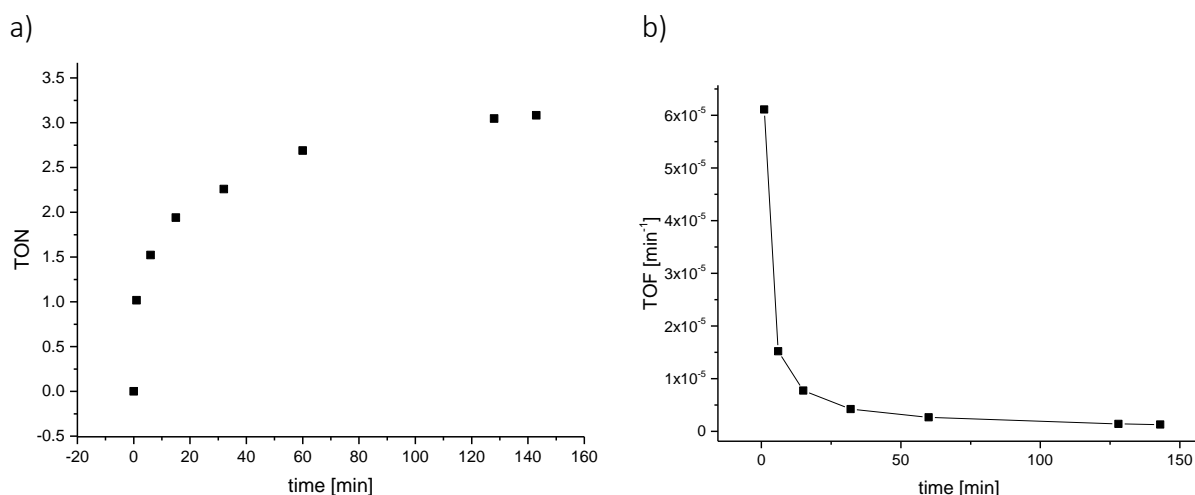 a)
3.5
3.0
2.5
2.0
1.5
1.0
0.5
0.0
-0.5
TON
-20 0 20 40 60 80 100 120 140 160
time [min]
b)
6x10⁻⁵
5x10⁻⁵
4x10⁻⁵
3x10⁻⁵
2x10⁻⁵
1x10⁻⁵
0
TOF [min⁻¹]
0 50 100 150
time [min]